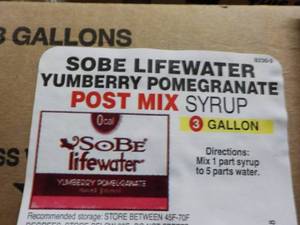 3 GALLONS
SOBE LIFEWATER
YUMBERRY POMEGRANATE
POST MIX SYRUP
3 GALLON
0cal
SoBe
lifewater
YUMBERRY POMEGRANATE
Directions:
Mix 1 part syrup
to 5 parts water.
Recommended storage: STORE BETWEEN 45F-70F